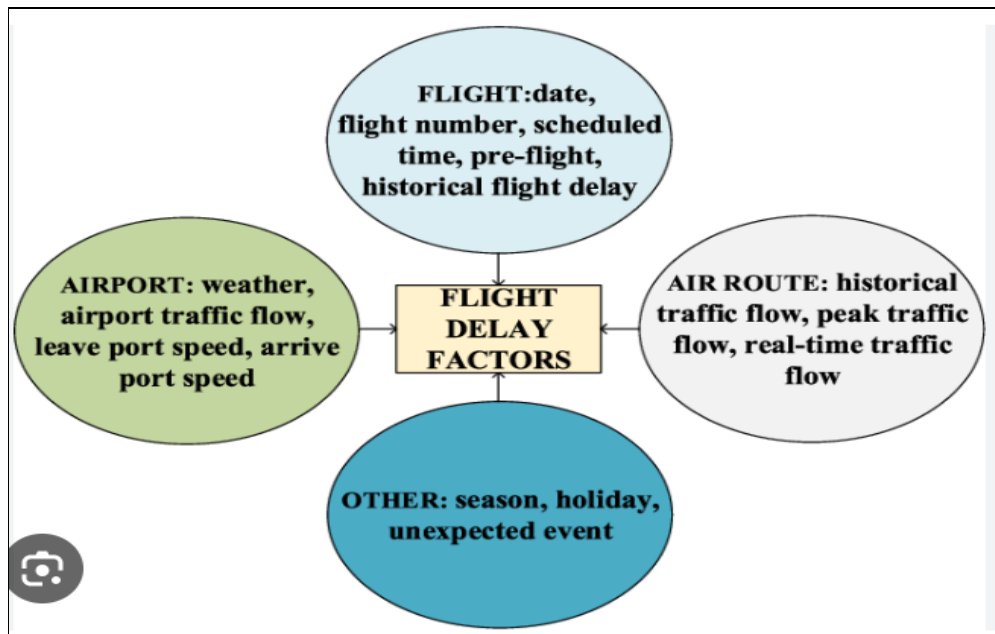 FLIGHT:date,
flight number, scheduled
time, pre-flight,
historical flight delay
AIRPORT: weather,
airport traffic flow,
leave port speed, arrive
port speed
FLIGHT
DELAY
FACTORS
AIR ROUTE: historical
traffic flow, peak traffic
flow, real-time traffic
flow
OTHER: season, holiday,
unexpected event